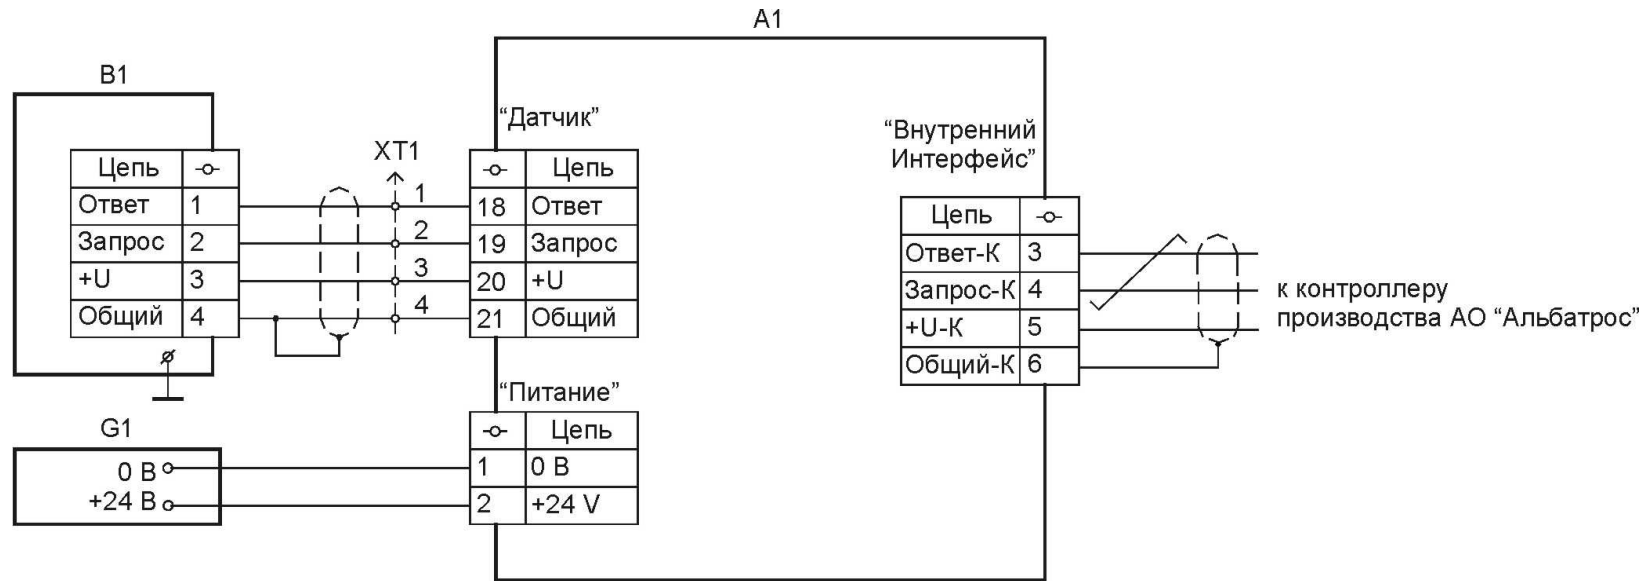 A1
B1
“Датчик”
“Внутренний
Интерфейс”
XT1
Цепь
Ответ 1
Запрос 2
+U 3
Общий 4
1
2
3
4
Цепь
18 Ответ
19 Запрос
20 +U
21 Общий
Цепь
Ответ-К 3
Запрос-К 4
+U-К 5
Общий-К 6
к контроллеру
производства АО “Альбатрос”
“Питание”
G1
0 В
+24 В
Цепь
1 0 В
2 +24 V